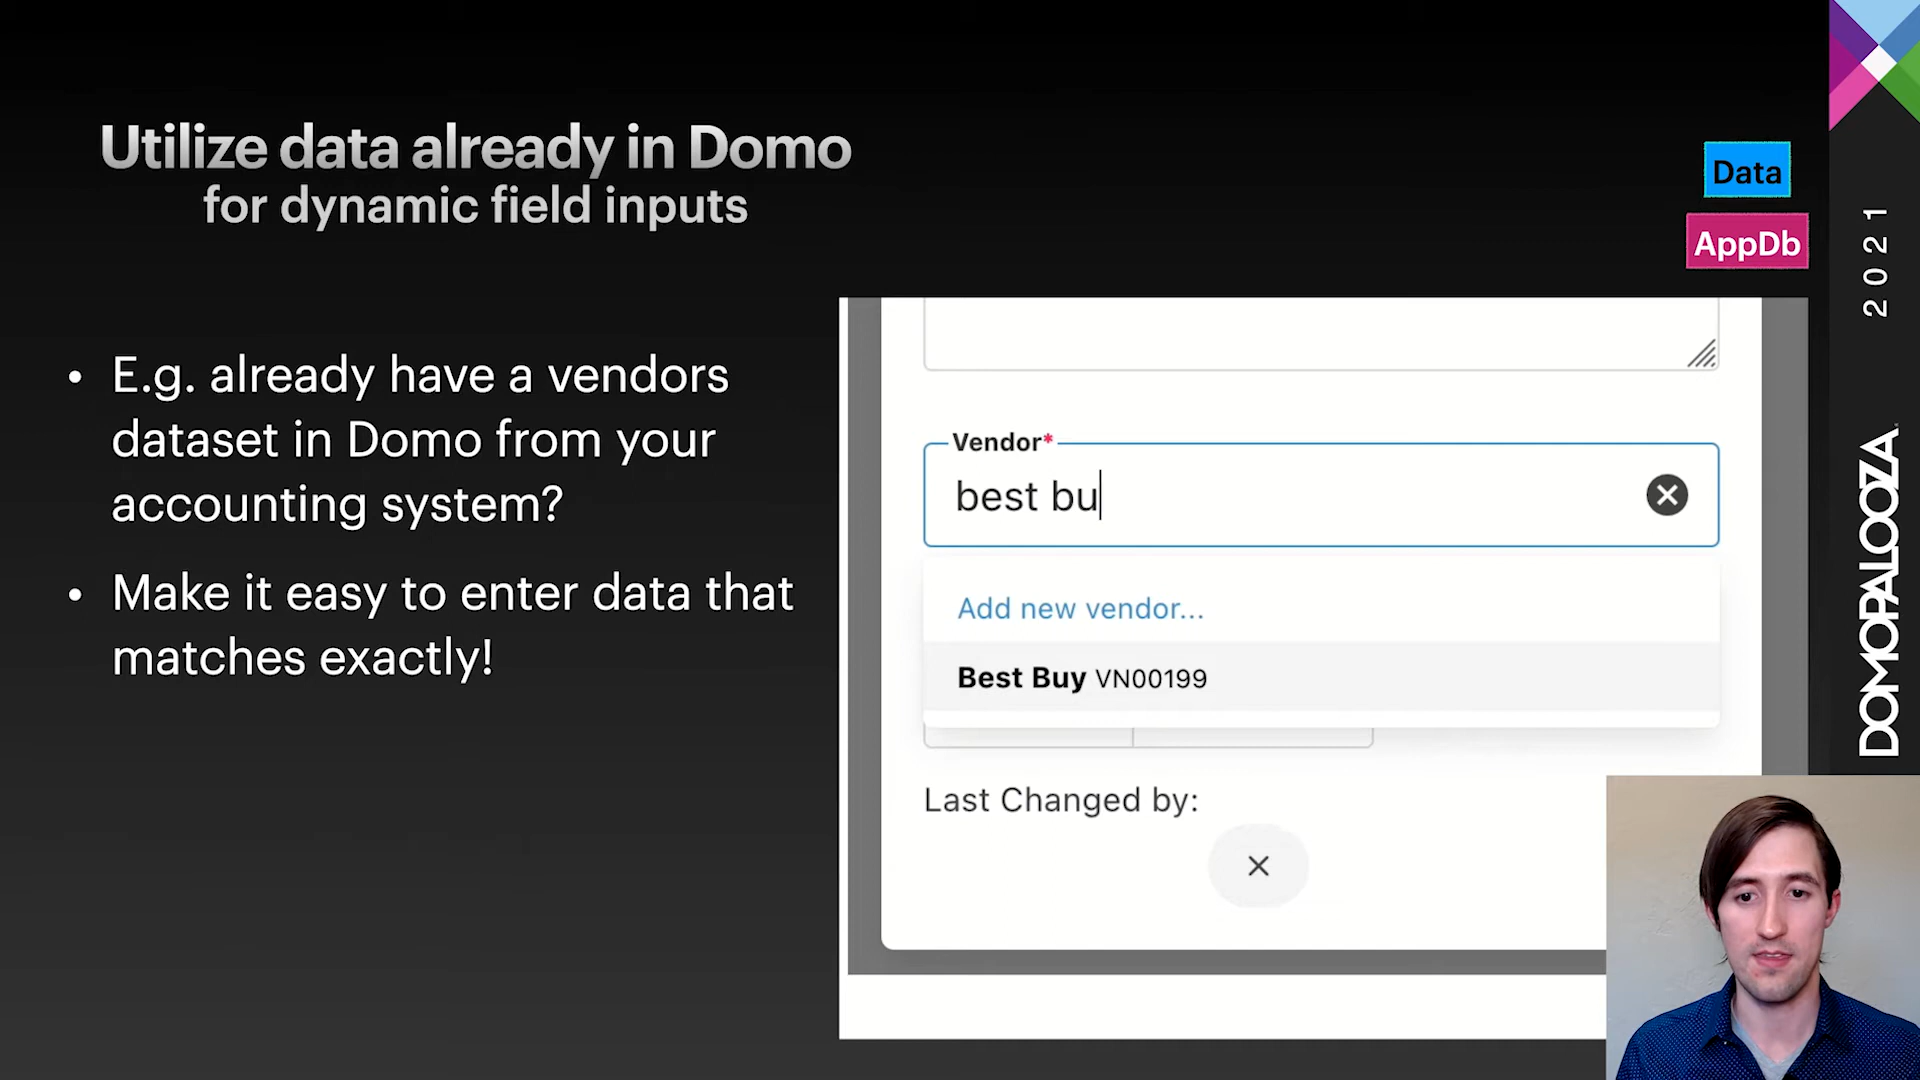 Utilize data already in Domo
for dynamic field inputs
Data
AppDb
• E.g. already have a vendors
dataset in Domo from your
accounting system?
• Make it easy to enter data that
matches exactly!
Vendor*
best bu
Add new vendor...
Best Buy VN00199
Last Changed by:
DOMOPALOOZA 2021